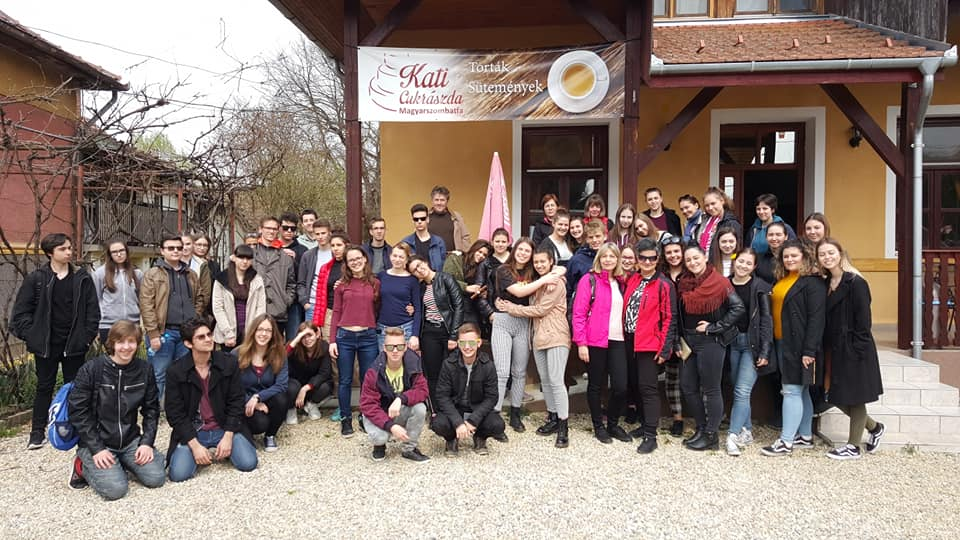 Kati
Cukrászda
Magyarszombatfa
Torták
Sütemények